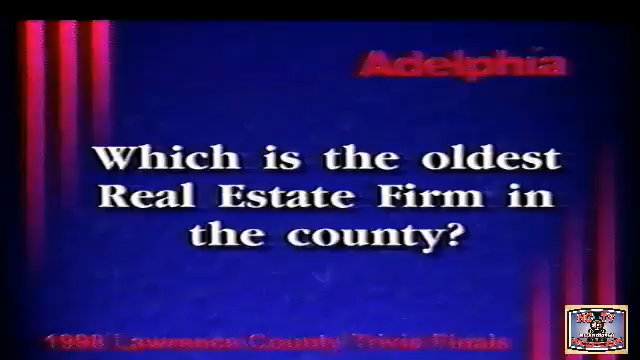 Adelphia
Which is the oldest
Real Estate Firm in
the county?
1998 Lawrence County Trivia Finals